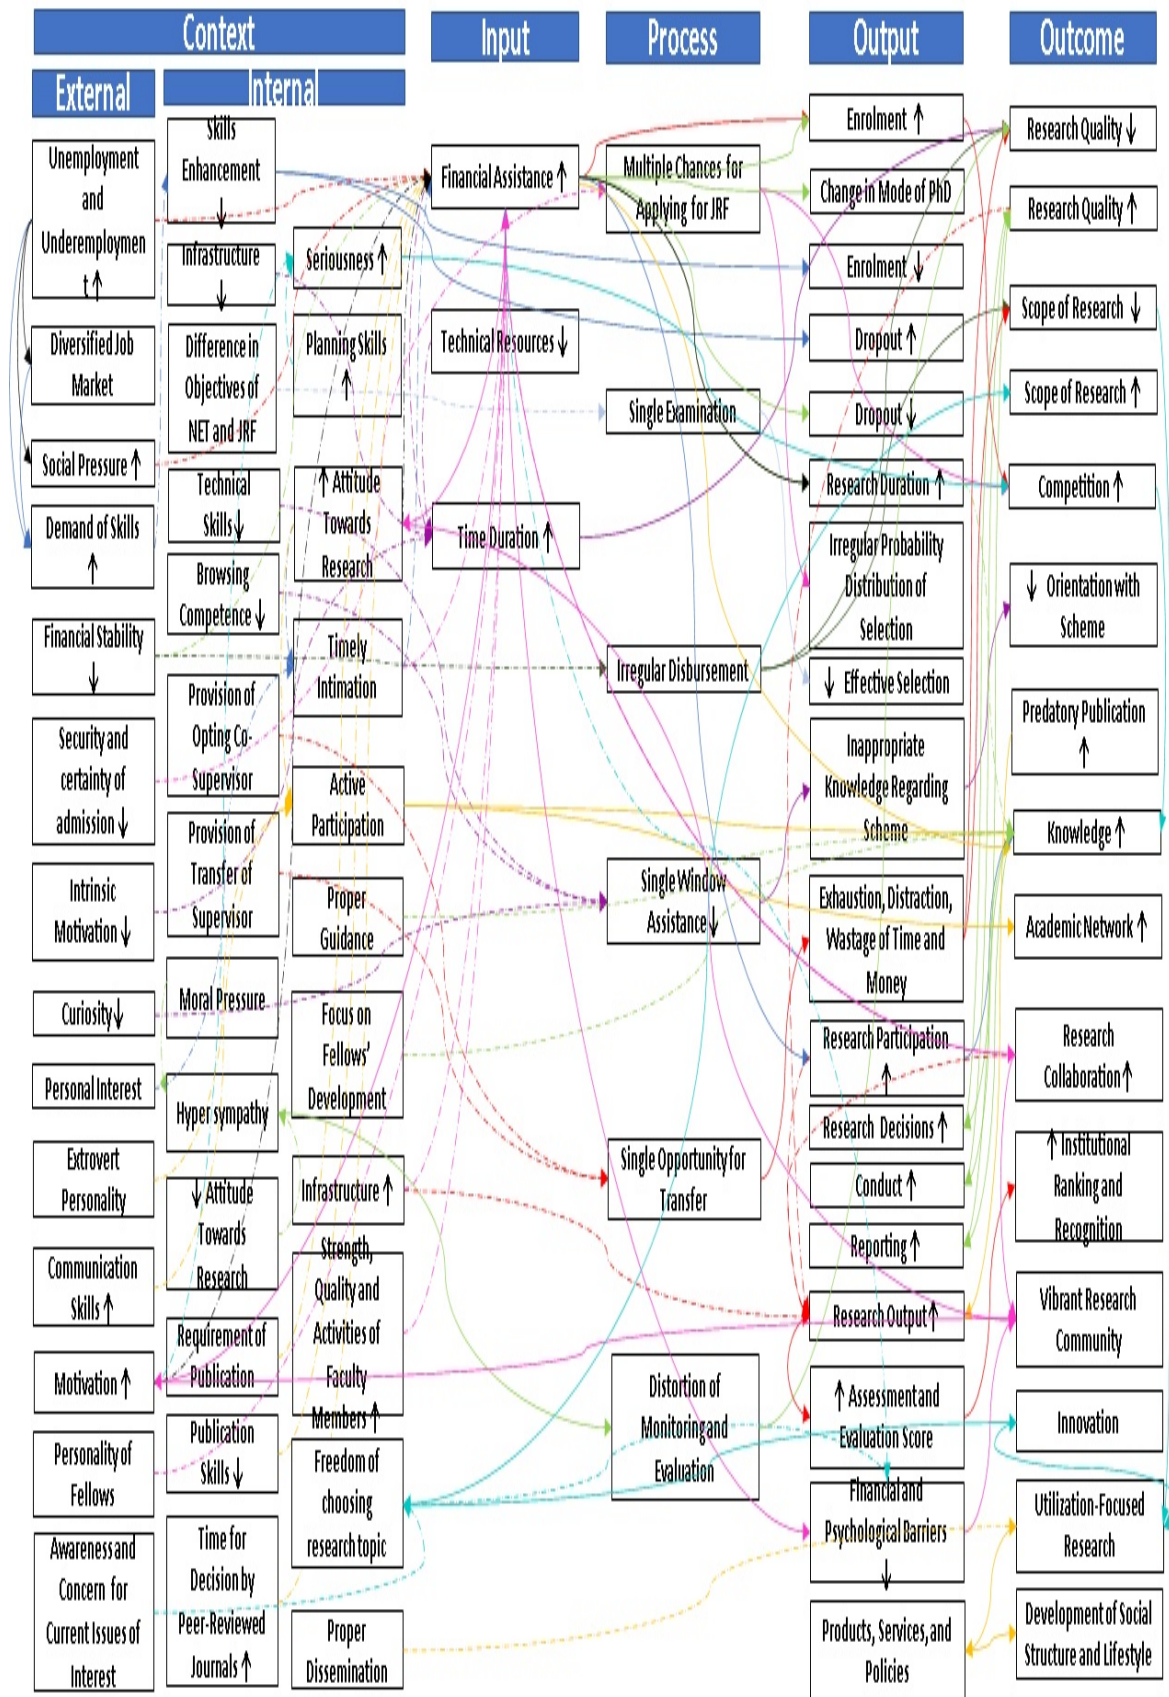 Context
Input
Process
Output
Outcome
External
Internal
Unemployment
and
Underemploymen
t ↑
Diversified Job
Market
Social Pressure ↑
Demand of Skills
↑
Financial Stability
↓
Security and
certainty of
admission ↓
Intrinsic
Motivation ↓
Curiosity ↓
Personal Interest
Extrovert
Personality
Communication
Skills ↑
Motivation ↑
Personality of
Fellows
Awareness and
Concern for
Current Issues of
Interest
Skills
Enhancement
↓
Infrastructure
↓
Difference in
Objectives of
NET and JRF
Technical
Skills ↓
Browsing
Competence ↓
Provision of
Opting Co-
Supervisor
Provision of
Transfer of
Supervisor
Moral Pressure
Hyper sympathy
↓ Attitude
Towards
Research
Requirement of
Publication
Publication
Skills ↓
Time for
Decision by
Peer-Reviewed
Journals ↑
Seriousness ↑
Planning Skills
↑
↑ Attitude
Towards
Research
Timely
Intimation
Active
Participation
Proper
Guidance
Focus on
Fellows'
Development
Infrastructure ↑
Strength,
Quality and
Activities of
Faculty
Members ↑
Freedom of
choosing
research topic
Proper
Dissemination
Financial Assistance ↑
Technical Resources ↓
Time Duration ↑
Multiple Chances for
Applying for JRF
Single Examination
Irregular Disbursement
Single Window
Assistance ↓
Single Opportunity for
Transfer
Distortion of
Monitoring and
Evaluation
Enrolment ↑
Change in Mode of PhD
Enrolment ↓
Dropout ↑
Dropout ↓
Research Duration ↑
Irregular Probability
Distribution of
Selection
↓ Effective Selection
Inappropriate
Knowledge Regarding
Scheme
Exhaustion, Distraction,
Wastage of Time and
Money
Research Participation
↑
Research Decisions ↑
Conduct ↑
Reporting ↑
Research Output ↑
↑ Assessment and
Evaluation Score
Financial and
Psychological Barriers
↓
Products, Services, and
Policies
Research Quality ↓
Research Quality ↑
Scope of Research ↓
Scope of Research ↑
Competition ↑
↓ Orientation with
Scheme
Predatory Publication
↑
Knowledge ↑
Academic Network ↑
Research
Collaboration ↑
↑ Institutional
Ranking and
Recognition
Vibrant Research
Community
Innovation
Utilization-Focused
Research
Development of Social
Structure and Lifestyle